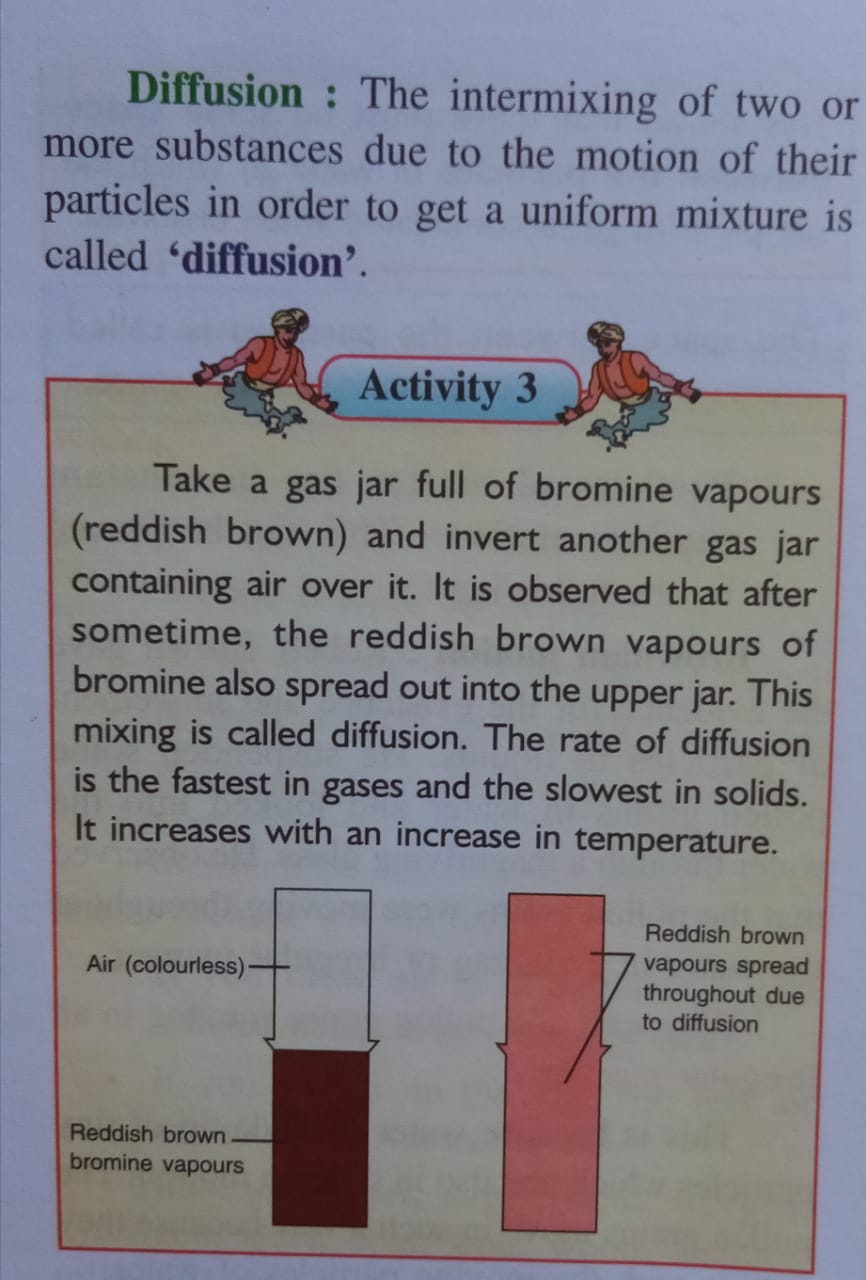 Diffusion : The intermixing of two or
more substances due to the motion of their
particles in order to get a uniform mixture is
called ‘diffusion’.
Activity 3
Take a gas jar full of bromine vapours
(reddish brown) and invert another gas jar
containing air over it. It is observed that after
sometime, the reddish brown vapours of
bromine also spread out into the upper jar. This
mixing is called diffusion. The rate of diffusion
is the fastest in gases and the slowest in solids.
It increases with an increase in temperature.
Air (colourless)
Reddish brown
bromine vapours
Reddish brown
vapours spread
throughout due
to diffusion